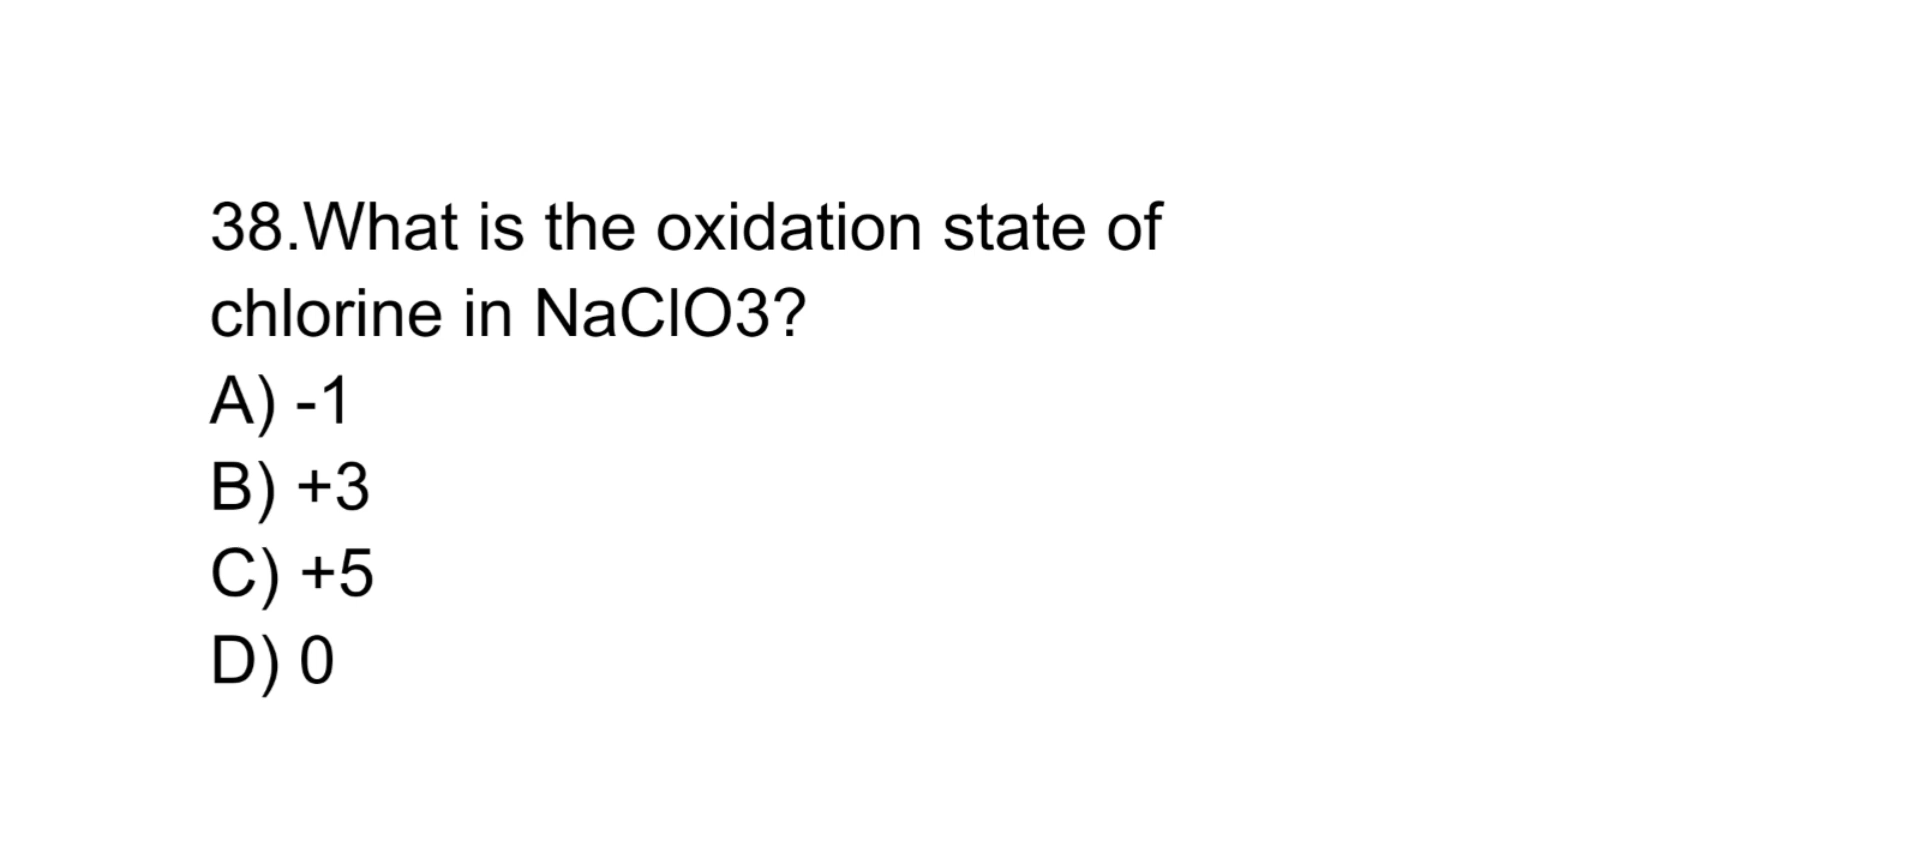 38.What is the oxidation state of
chlorine in NaClO3?
A) -1
B) +3
C) +5
D) 0